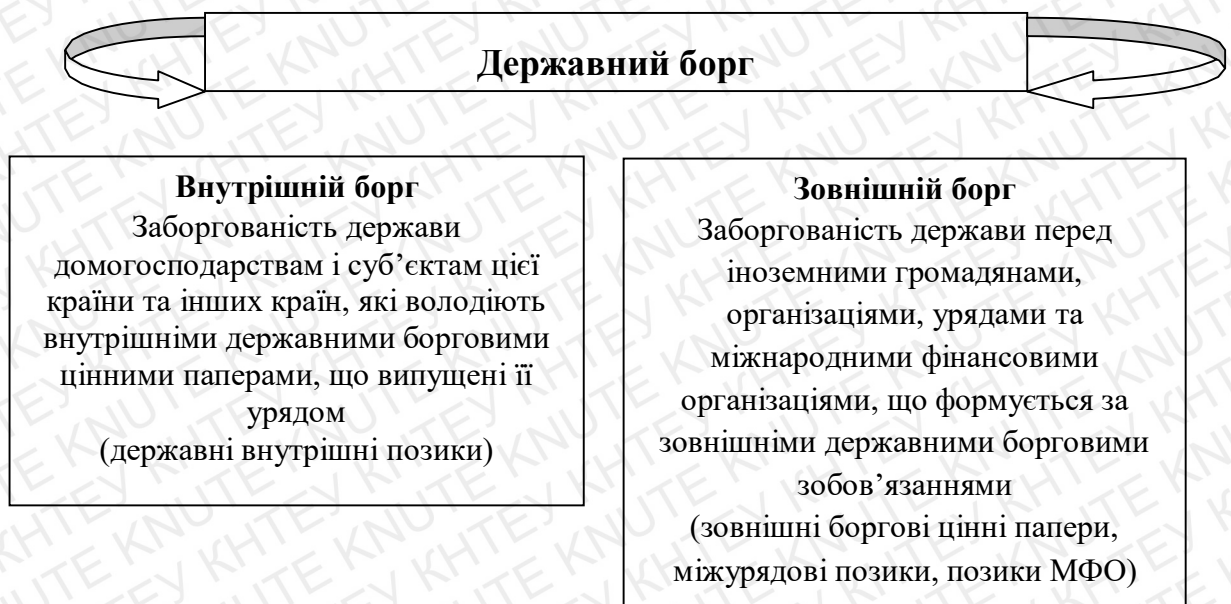 Державний борг
Внутрішній борг
Заборгованість держави
домогосподарствам і суб’єктам цієї
країни та інших країн, які володіють
внутрішніми державними борговими
цінними паперами, що випущені її
урядом
(державні внутрішні позики)
Зовнішній борг
Заборгованість держави перед
іноземними громадянами,
організаціями, урядами та
міжнародними фінансовими
організаціями, що формується за
зовнішніми державними борговими
зобов’язаннями
(зовнішні боргові цінні папери,
міжурядові позики, позики МФО)